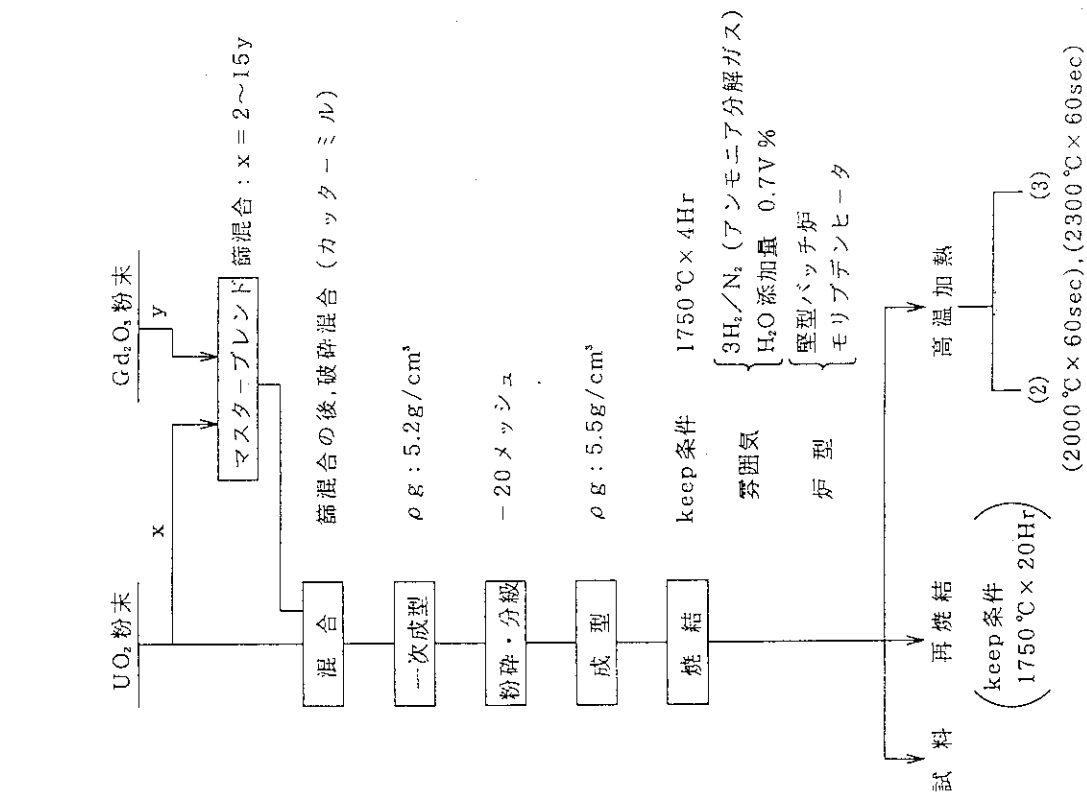 UO₂粉末
Gd₂O₃粉末
x
y
マスターブレンド
篩混合：x＝2～15y
混合
篩混合の後,破砕混合（カッターミル）
一次成型
ρg：5.2g/cm³
粉砕・分級
－20メッシュ
成型
ρg：5.5g/cm³
焼結
keep条件 1750℃×4Hr
雰囲気
3H₂／N₂（アンモニア分解ガス）
H₂O添加量 0.7V％
炉型
堅型バッチ炉
モリブデンヒータ
試料
再焼結
高温加熱
keep条件
1750℃×20Hr
(2)
(3)
(2000℃×60sec),(2300℃×60sec)